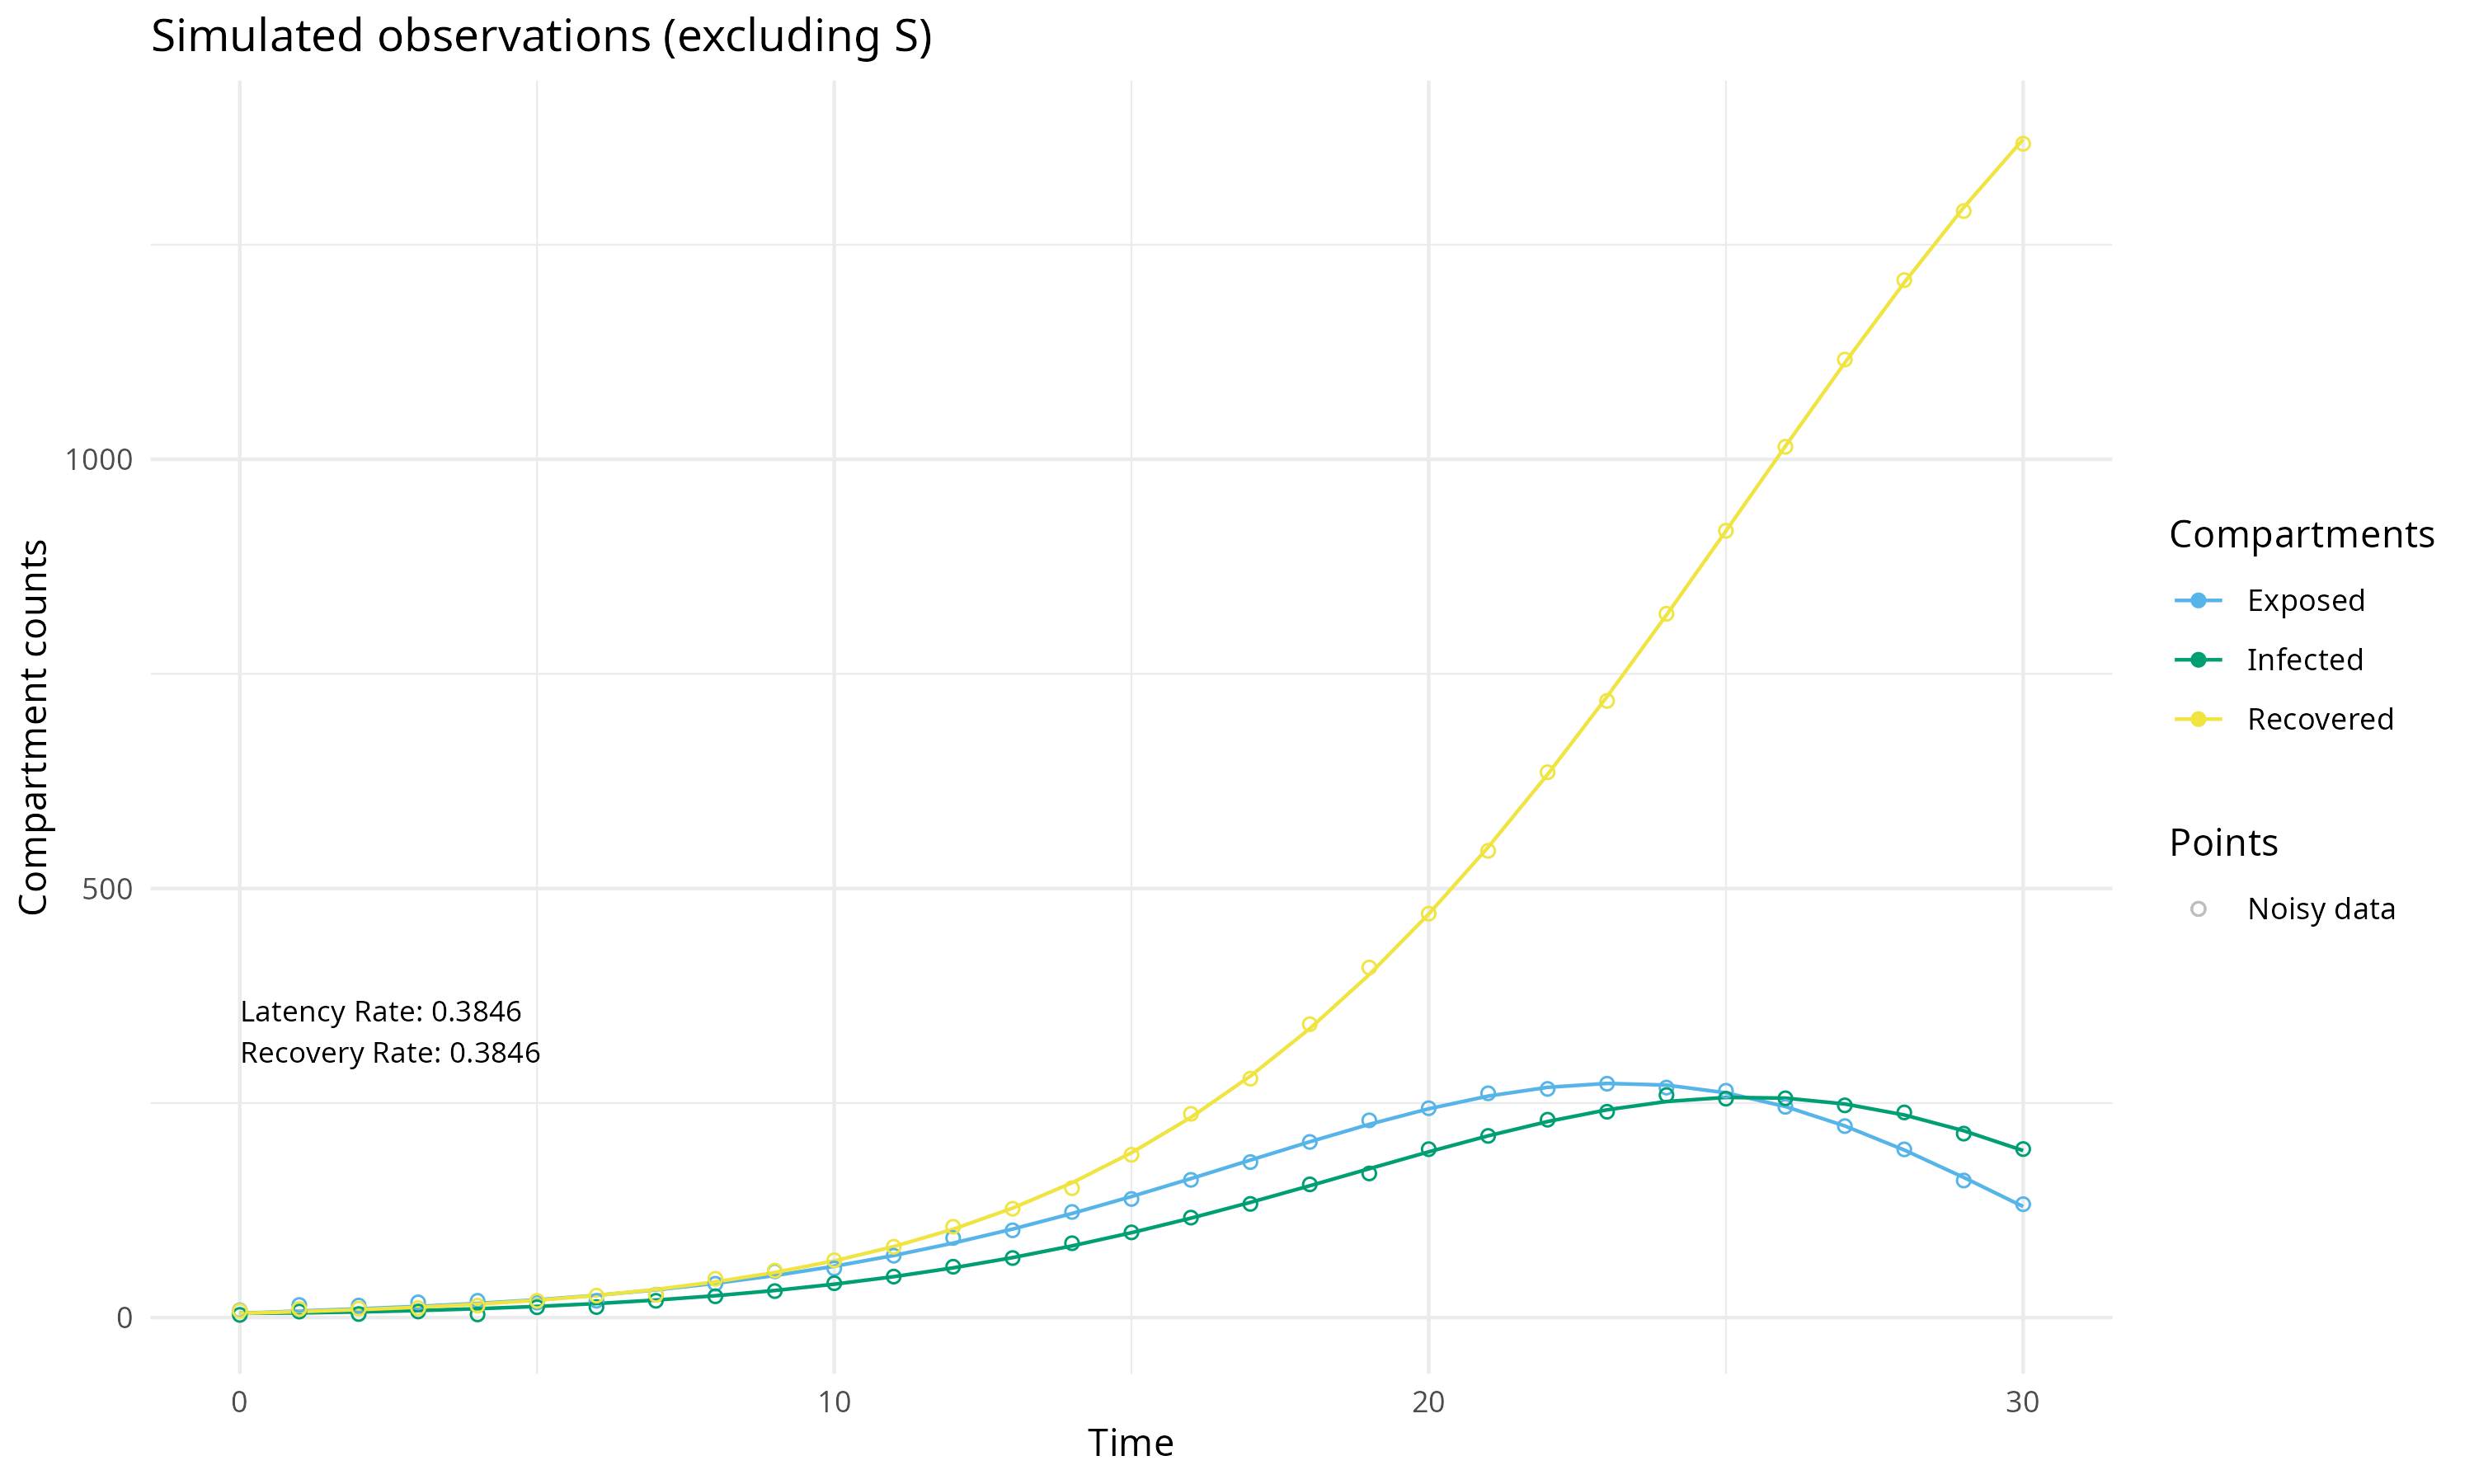 Simulated observations (excluding S)
Compartment counts
1000
500
0
Latency Rate: 0.3846
Recovery Rate: 0.3846
0
10
20
30
Time
Compartments
Exposed
Infected
Recovered
Points
Noisy data